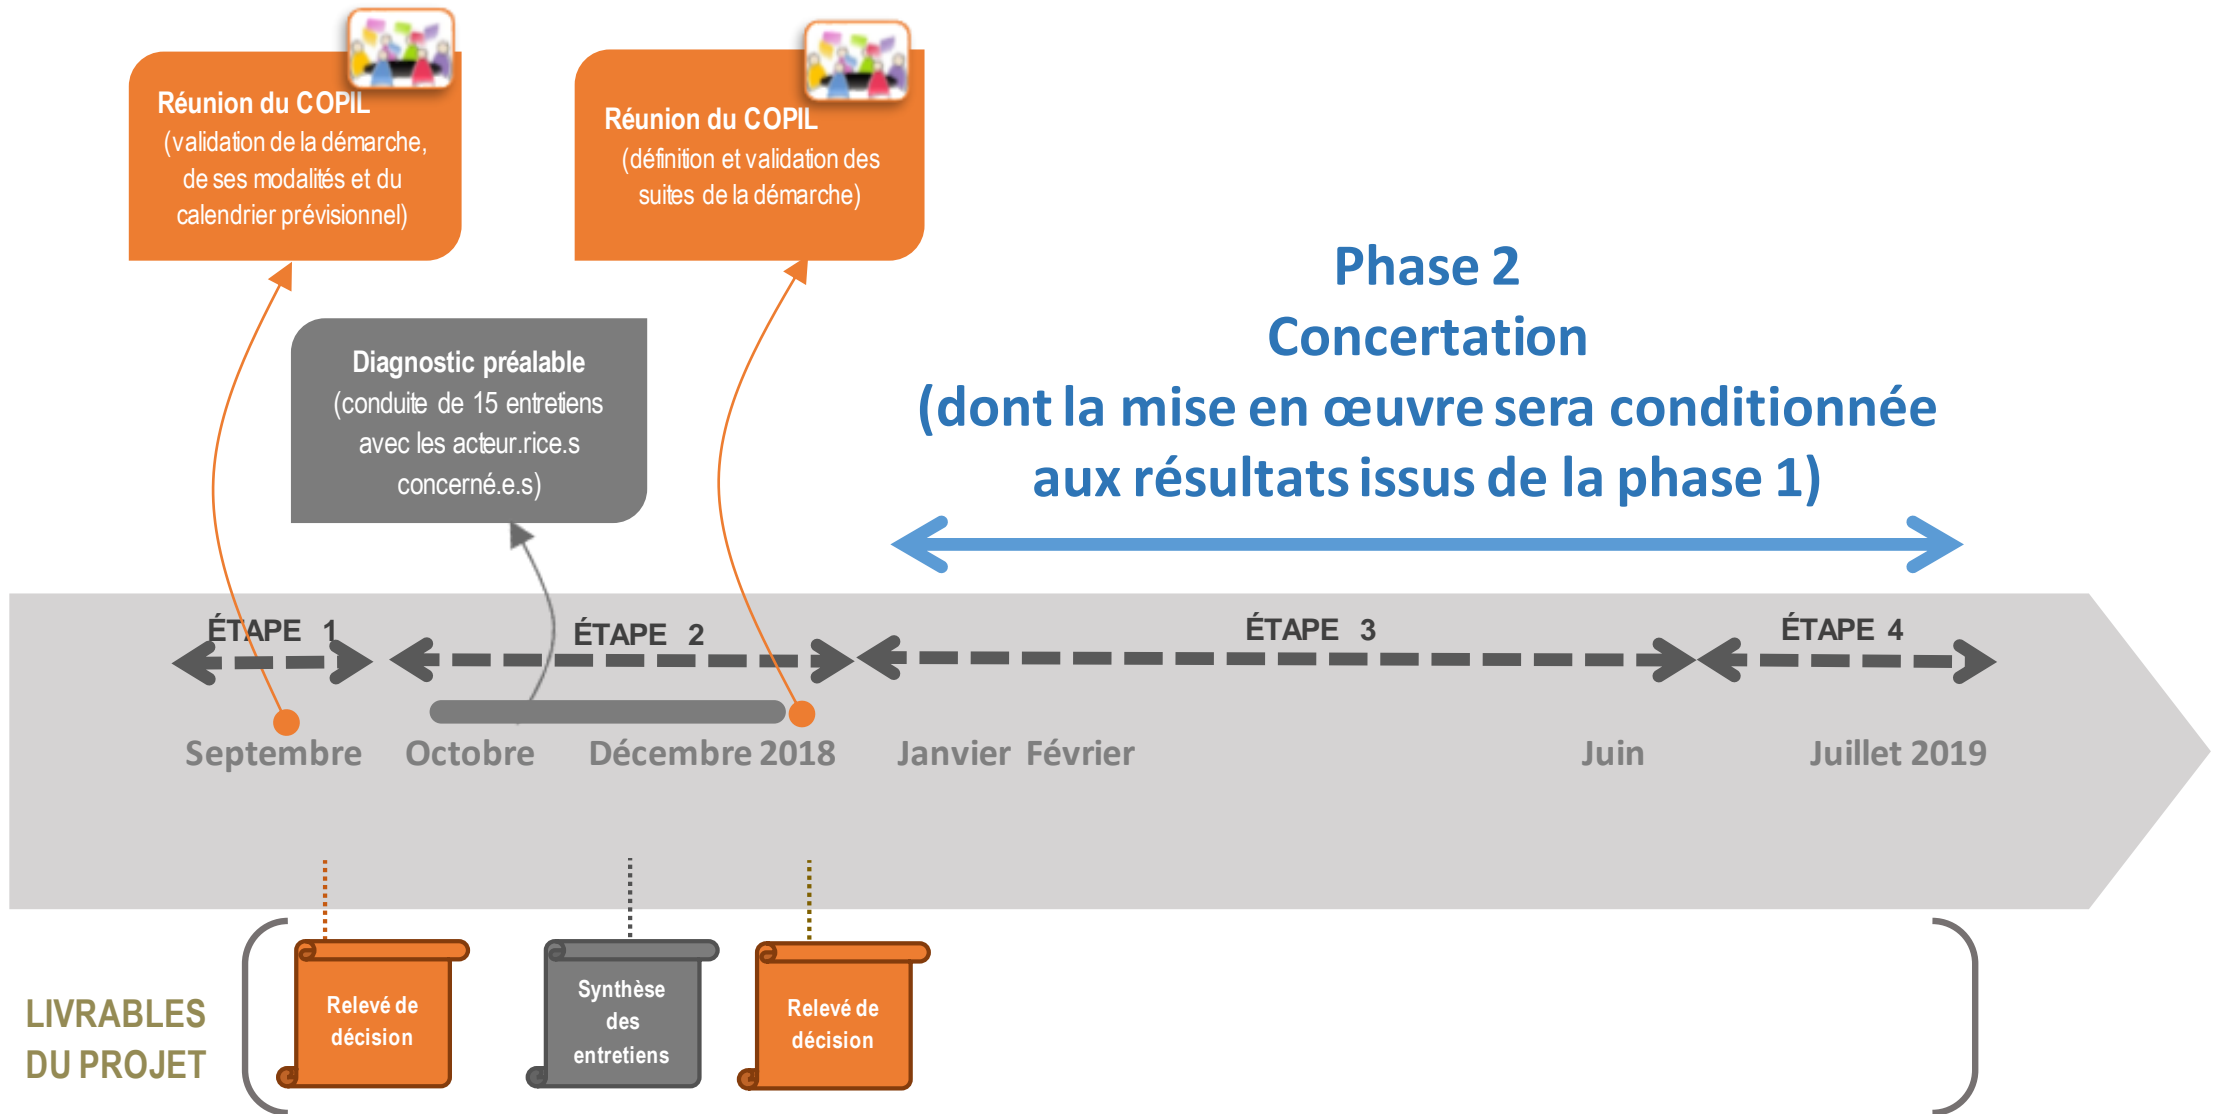 Réunion du COPIL
(validation de la démarche,
de ses modalités et du
calendrier prévisionnel)
Réunion du COPIL
(définition et validation des
suites de la démarche)
Diagnostic préalable
(conduite de 15 entretiens
avec les acteur.rice.s
concerné.e.s)
Phase 2
Concertation
(dont la mise en œuvre sera conditionnée
aux résultats issus de la phase 1)
ÉTAPE 1
ÉTAPE 2
ÉTAPE 3
ÉTAPE 4
Septembre
Octobre
Décembre 2018
Janvier
Février
Juin
Juillet 2019
LIVRABLES
DU PROJET
Relevé de
décision
Synthèse
des
entretiens
Relevé de
décision